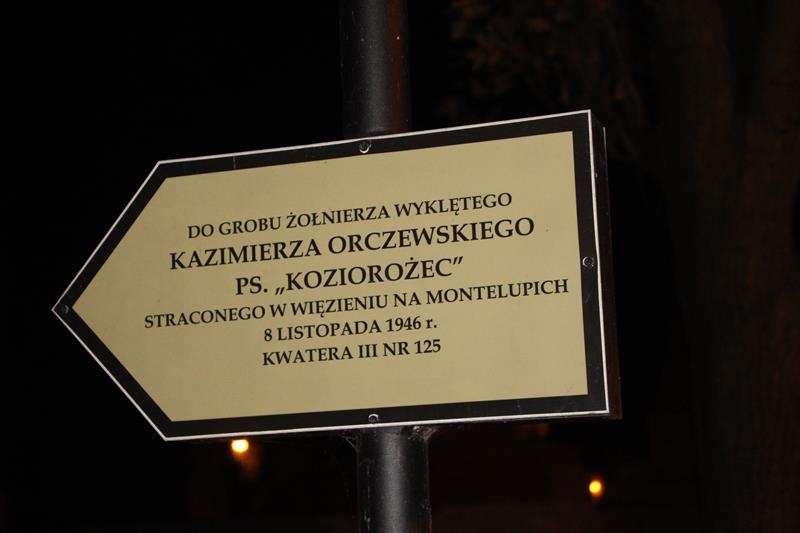 DO GROBU ŻOŁNIERZA WYKLĘTEGO
KAZIMIERZA ORCZEWSKIEGO
PS. „KOZIOROŻEC”
STRACONEGO W WIĘZIENIU NA MONTELUPICH
8 LISTOPADA 1946 r.
KWATERA III NR 125